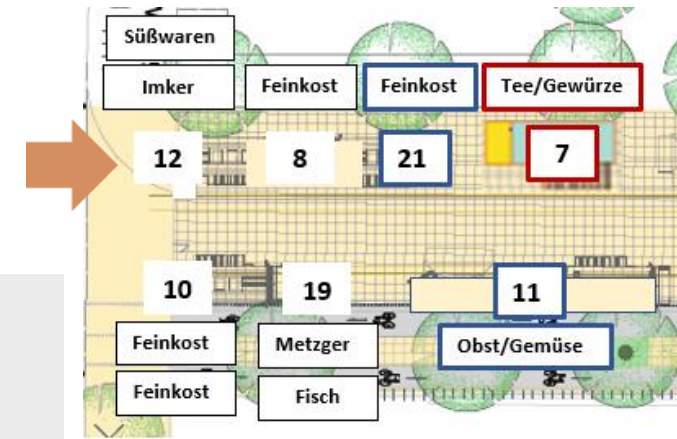 Süßwaren
Imker Feinkost Feinkost Tee/Gewürze
12 8 21 7
10 19 11
Feinkost Metzger Obst/Gemüse
Feinkost Fisch